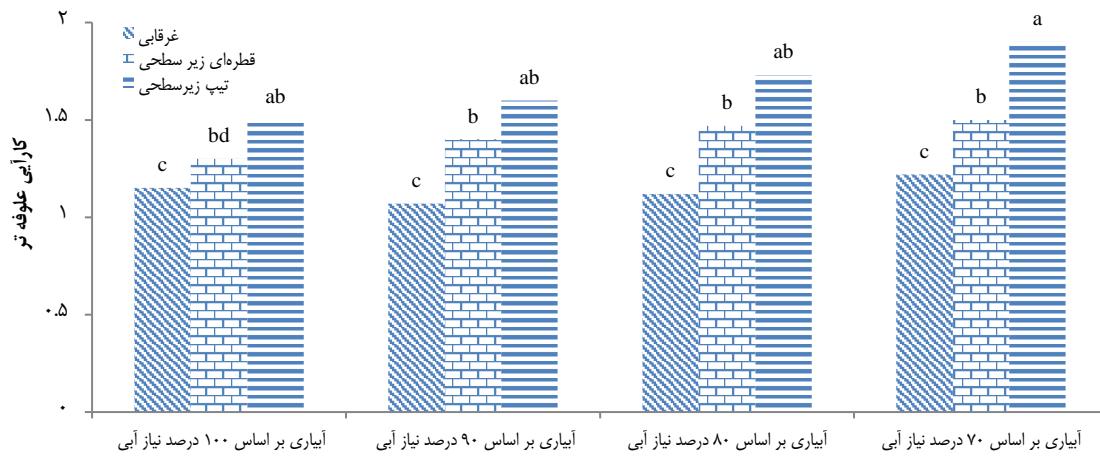 کارآیی علوفه تر
۲
۱.۵
۱
۰.۵
۰
غرقابی
قطره‌ای زیر سطحی
تیپ زیرسطحی
c
bd
ab
c
b
ab
c
b
ab
c
b
a
آبیاری بر اساس ۱۰۰ درصد نیاز آبی
آبیاری بر اساس ۹۰ درصد نیاز آبی
آبیاری بر اساس ۸۰ درصد نیاز آبی
آبیاری بر اساس ۷۰ درصد نیاز آبی